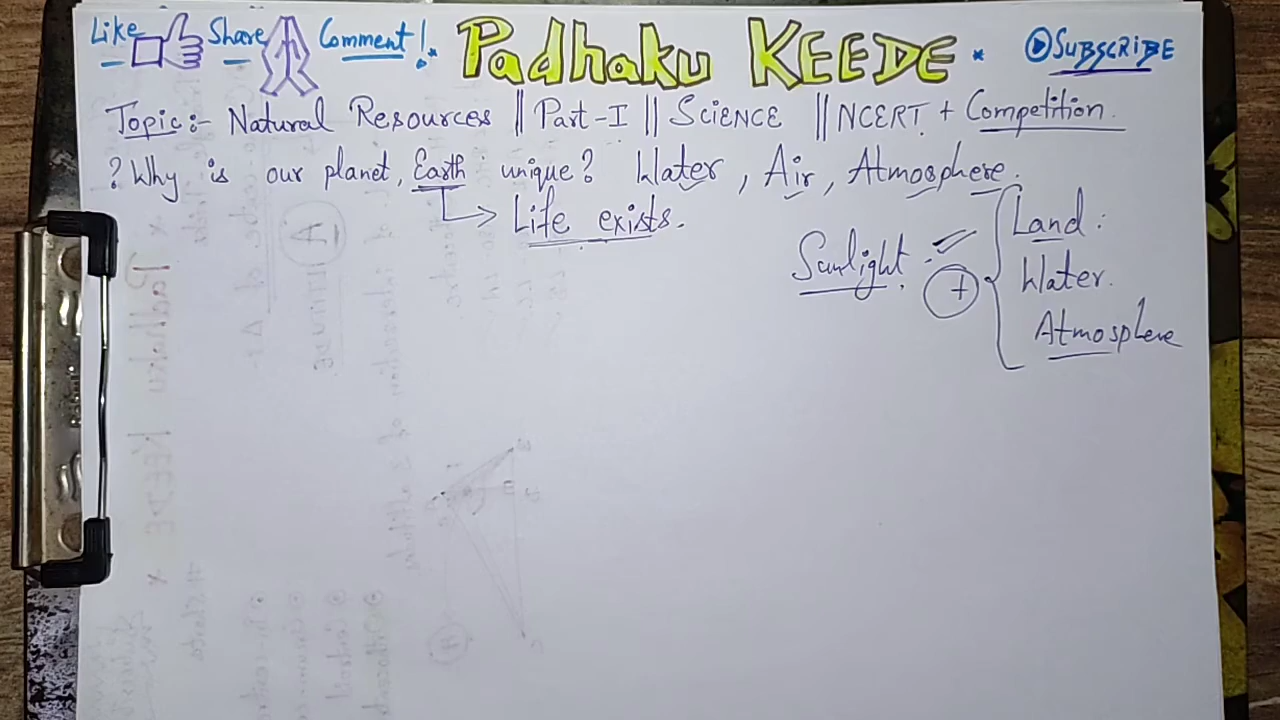 Like Share Comment! Padhaku KEEDE SUBSCRIBE
Topic:- Natural Resources || Part-I || SCIENCE || NCERT + Competition.
? Why is our planet, Earth unique? Water, Air, Atmosphere.
Life exists.
Sunlight. + Land:
Water.
Atmosphere